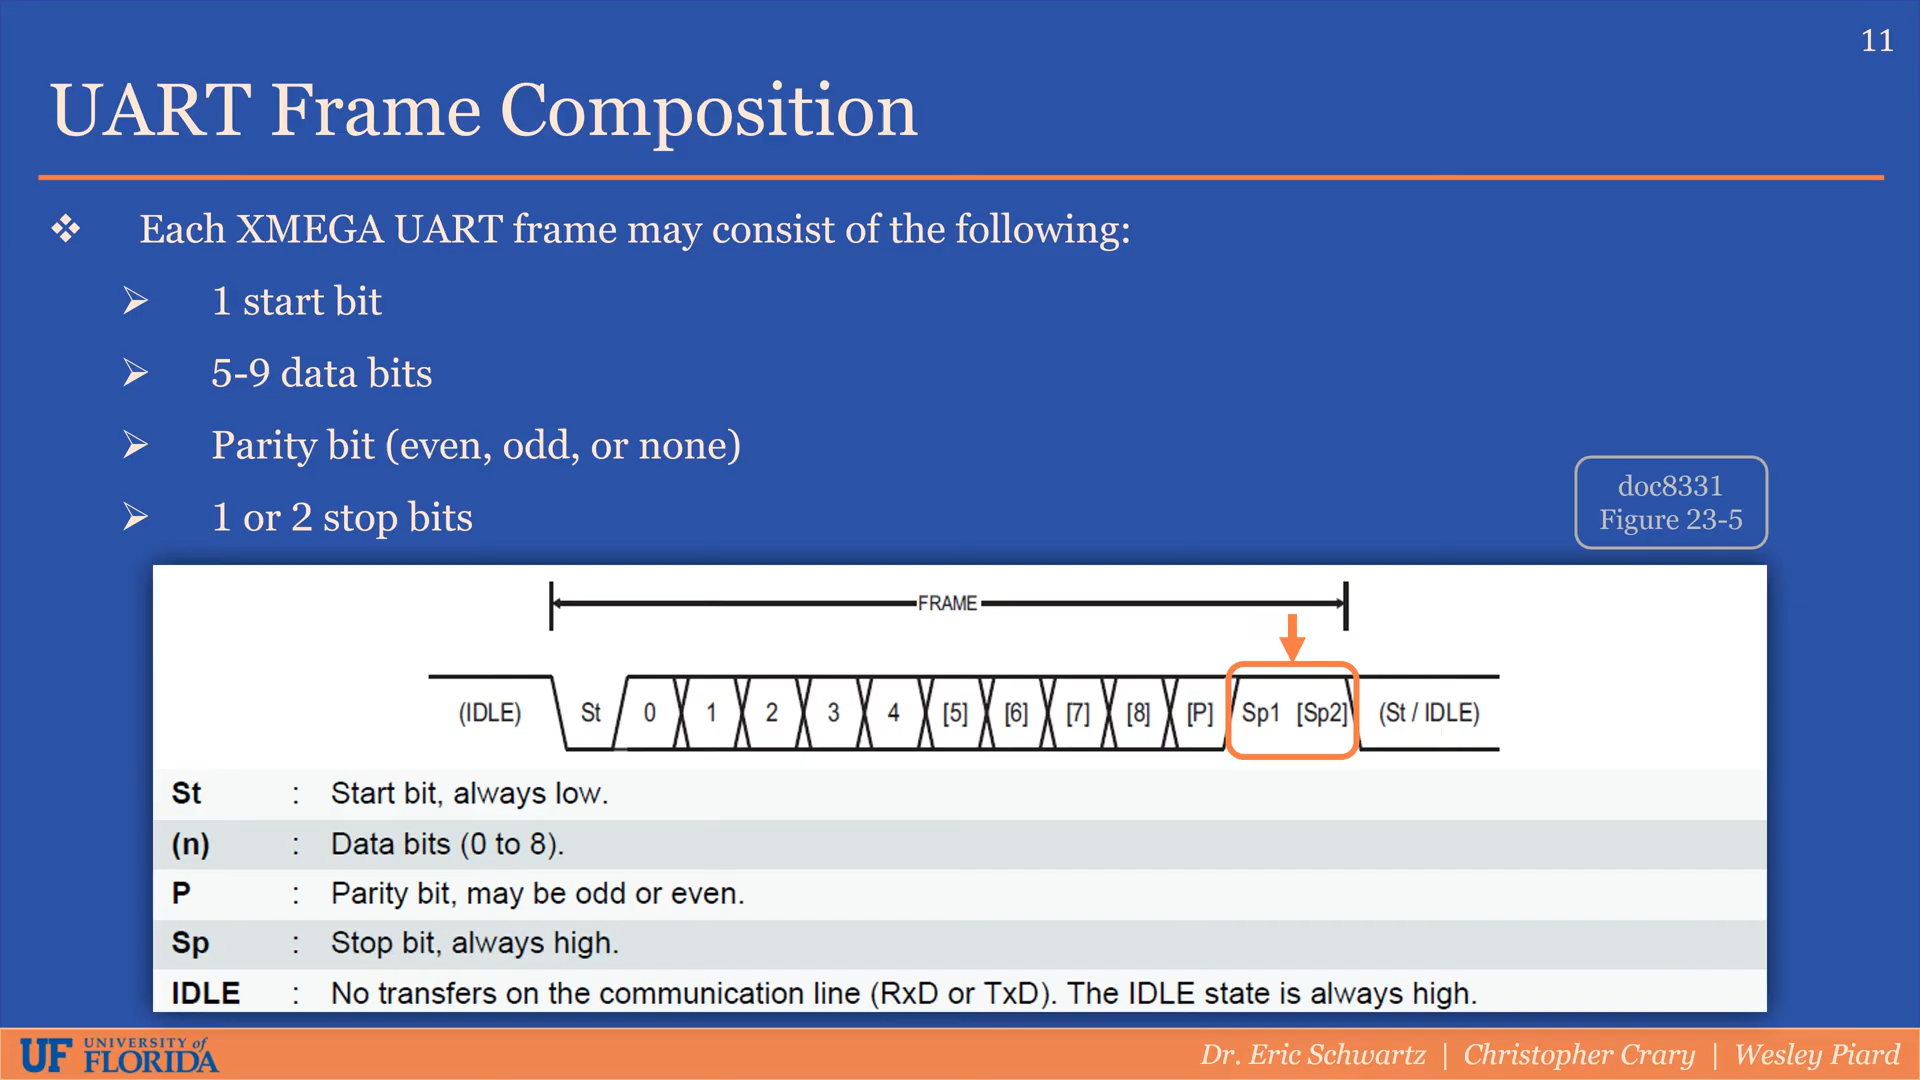 11
UART Frame Composition
❖ Each XMEGA UART frame may consist of the following:
➢ 1 start bit
➢ 5-9 data bits
➢ Parity bit (even, odd, or none)
➢ 1 or 2 stop bits
doc8331
Figure 23-5
FRAME
(IDLE) St 0 1 2 3 4 [5] [6] [7] [8] [P] Sp1 [Sp2] (St / IDLE)
St : Start bit, always low.
(n) : Data bits (0 to 8).
P : Parity bit, may be odd or even.
Sp : Stop bit, always high.
IDLE : No transfers on the communication line (RxD or TxD). The IDLE state is always high.
UF UNIVERSITY of
FLORIDA
Dr. Eric Schwartz | Christopher Crary | Wesley Piard